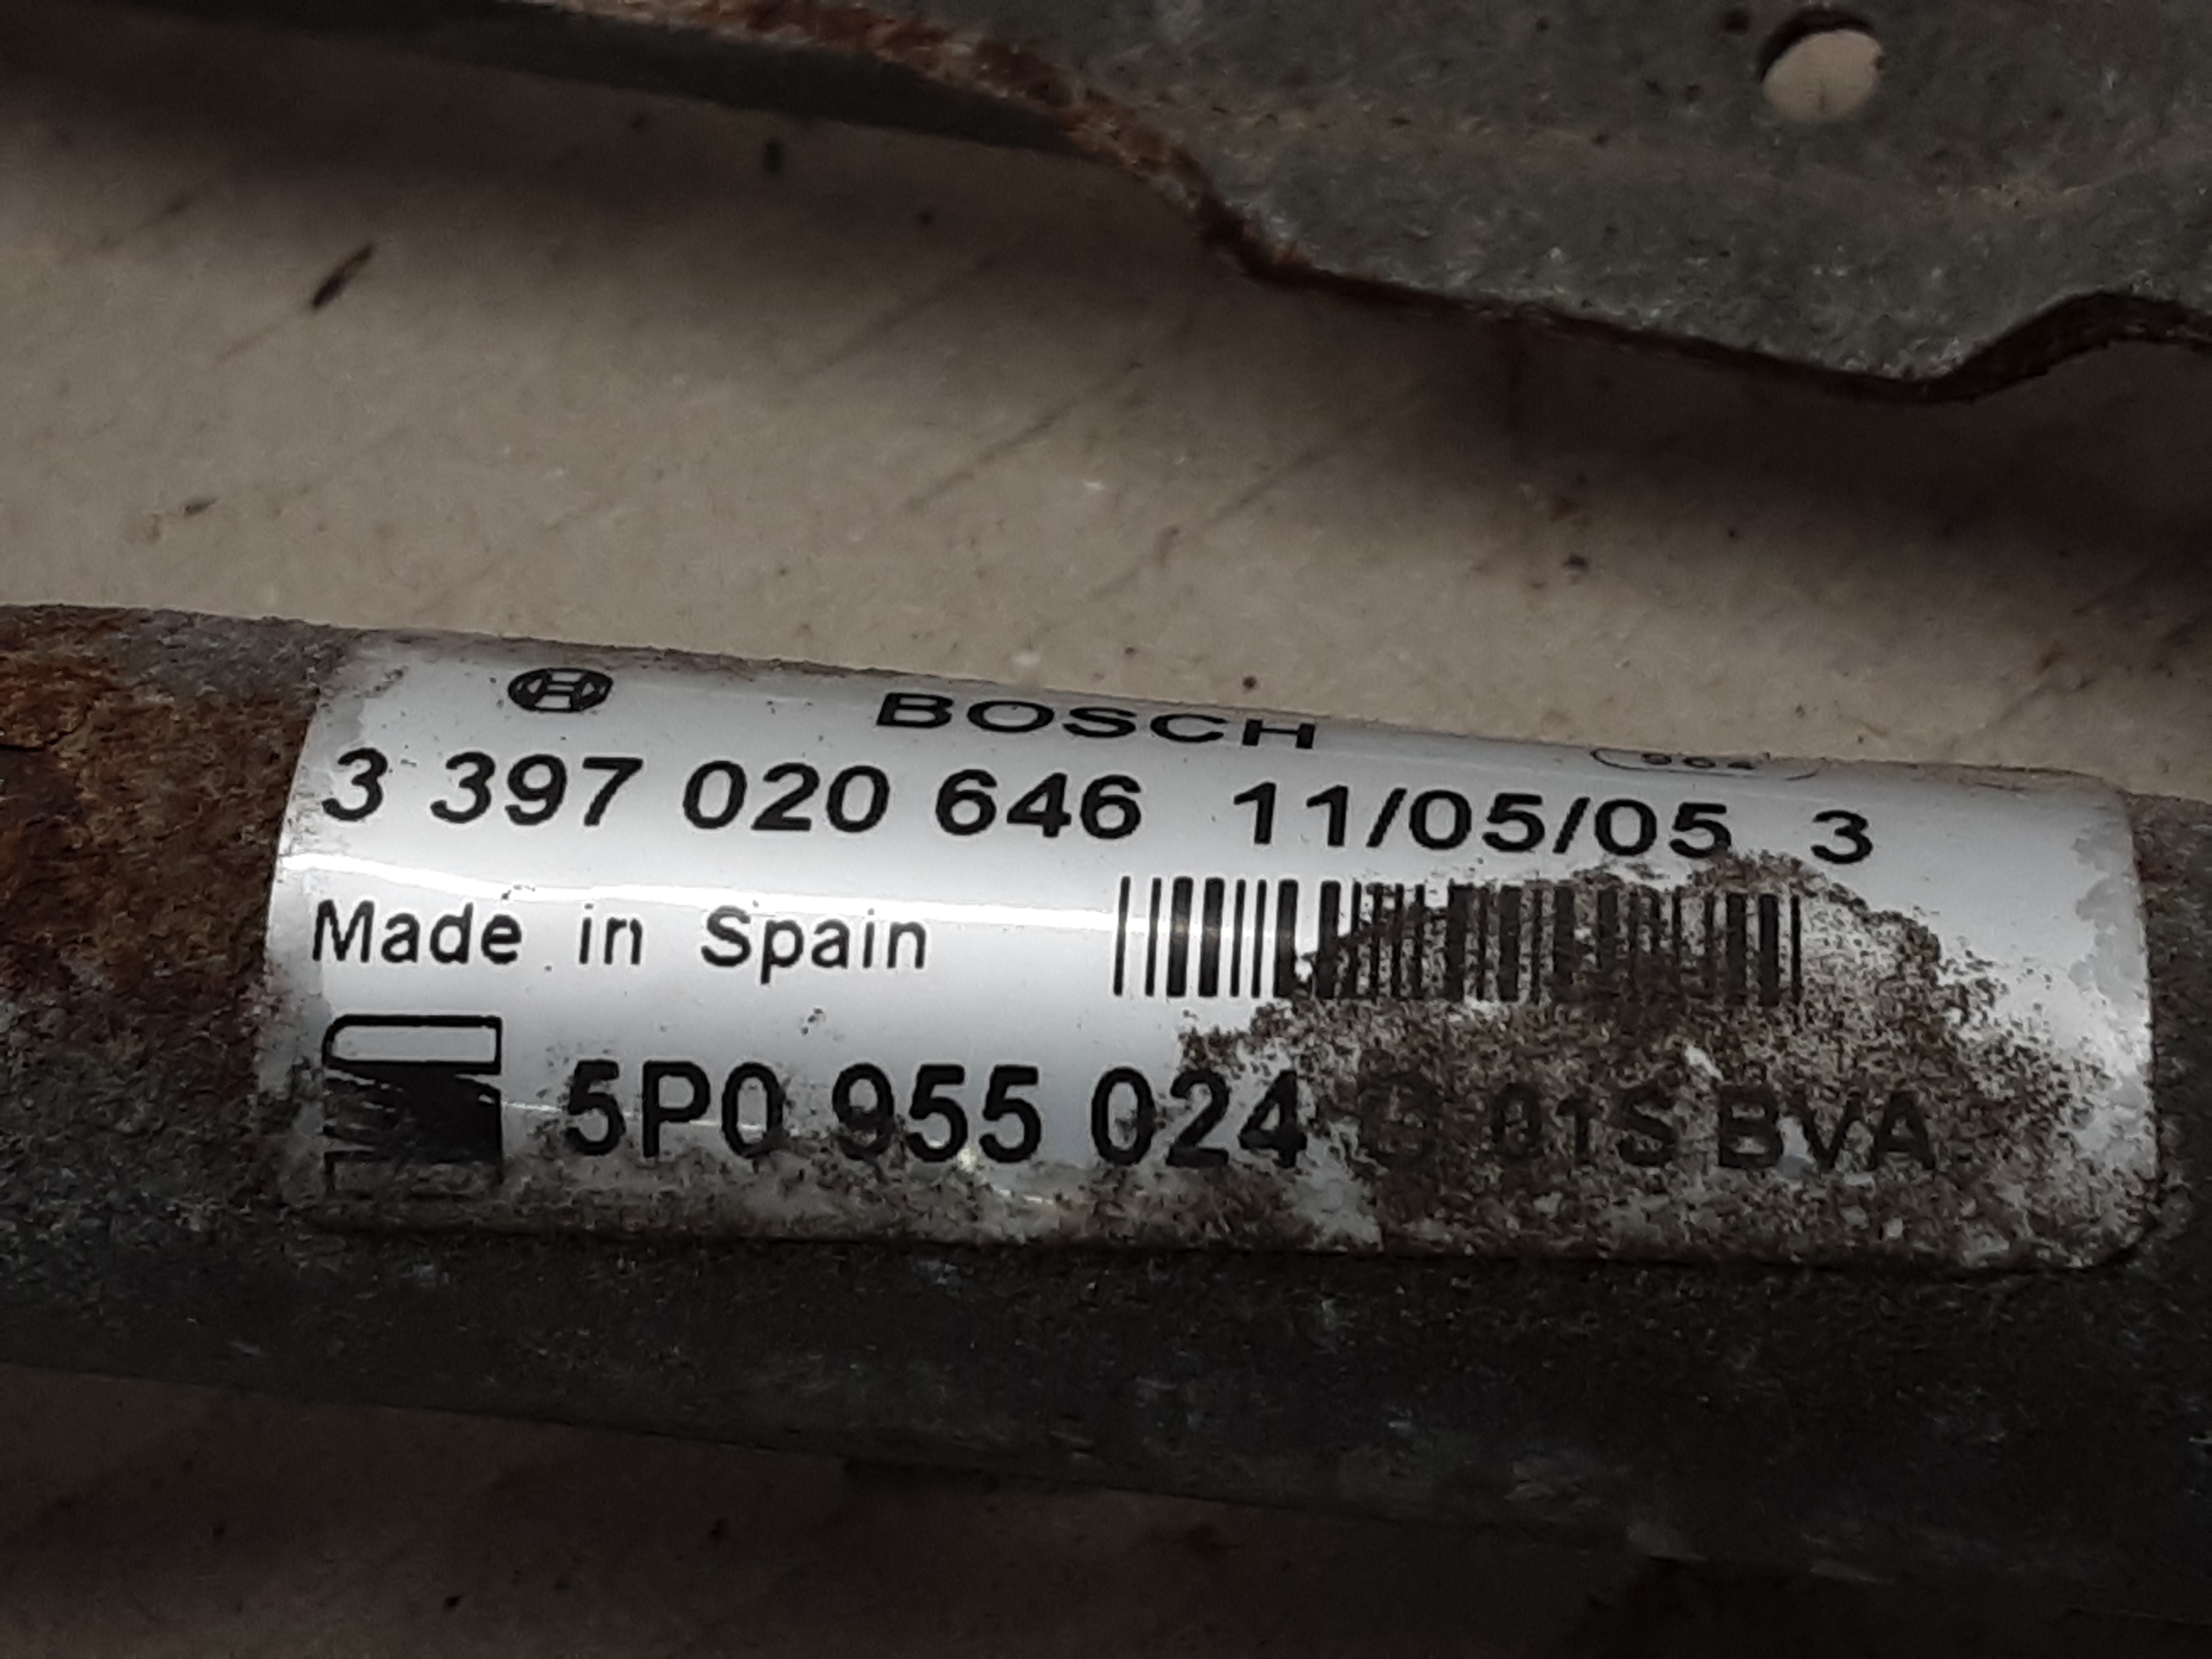 BOSCH
3 397 020 646 11/05/05 3
Made in Spain
5P0 955 024 01S BVA